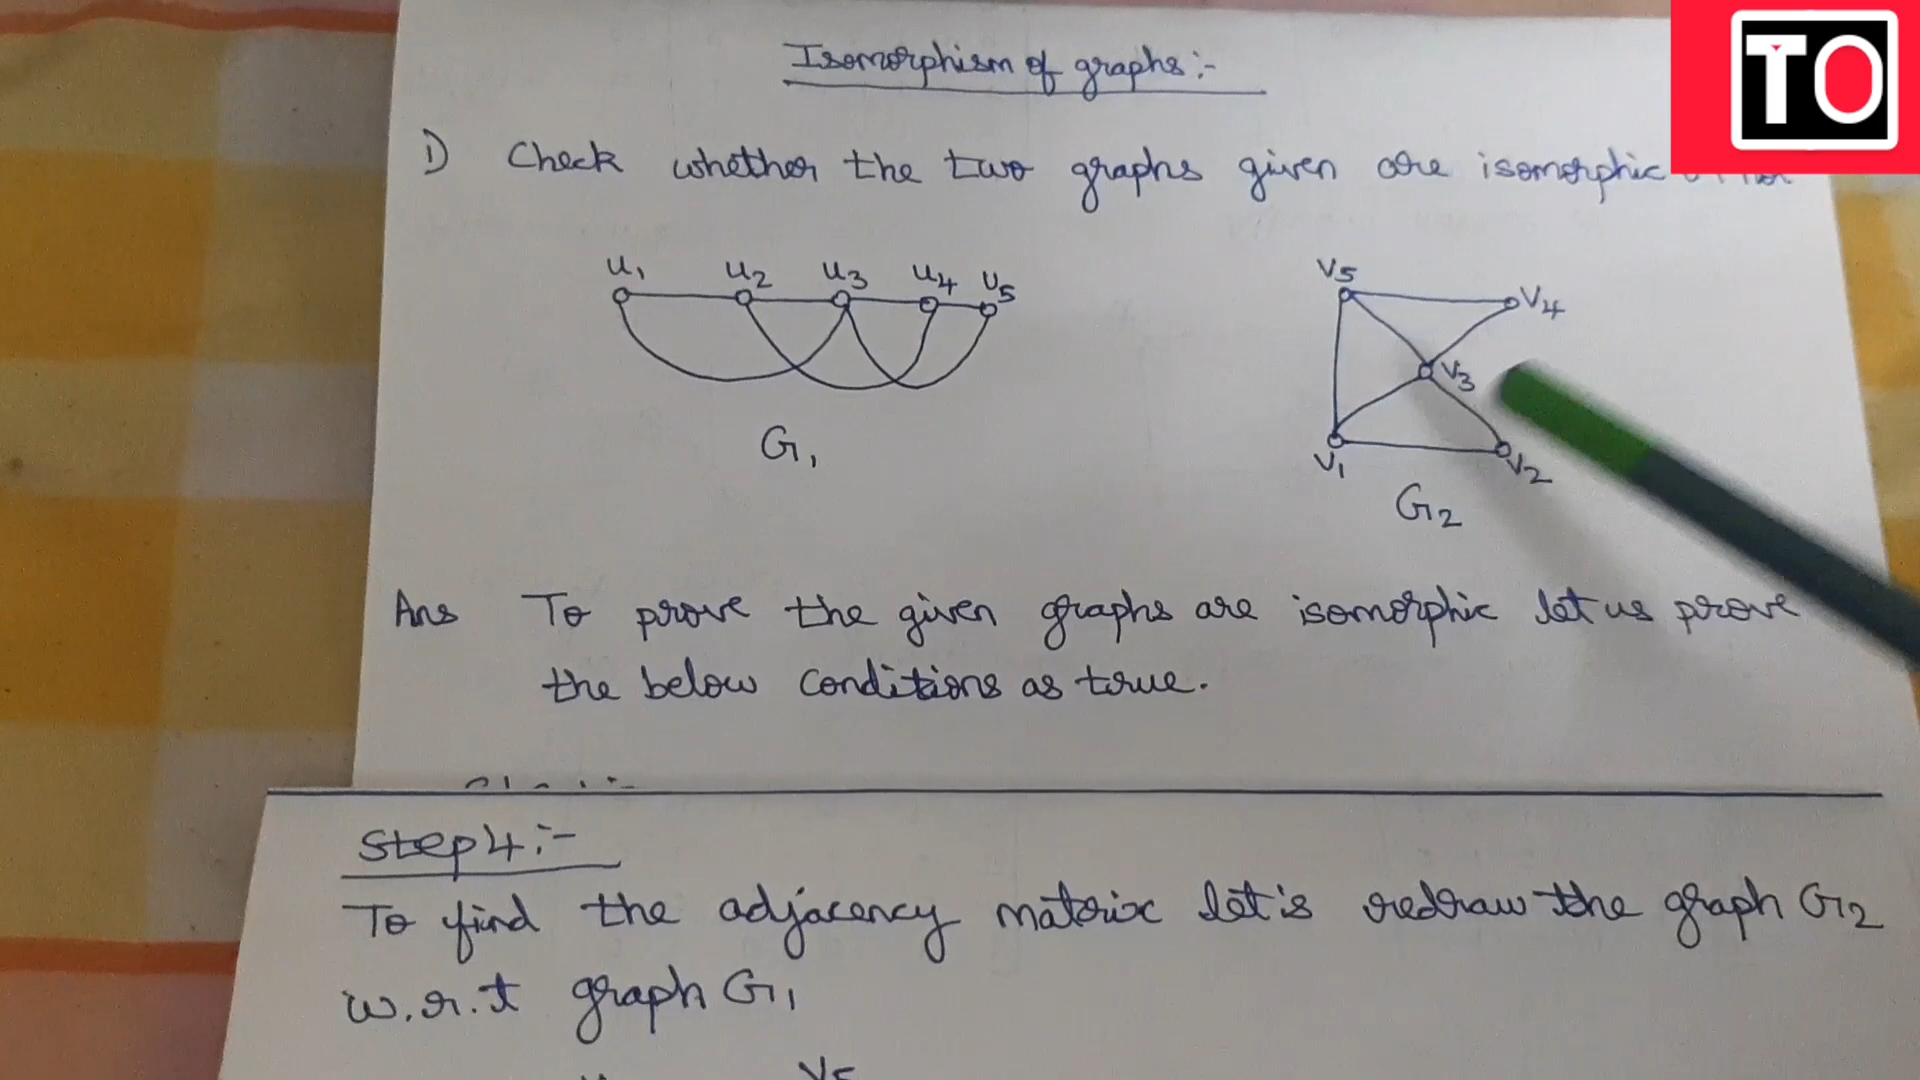 TO
Isomorphism of graphs:-
1) Check whether the two graphs given are isomorphic
u1 u2 u3 u4 u5
G1
v5 v4
v3
v1 v2
G2
Ans To prove the given graphs are isomorphic let us prove
the below conditions as true.
Step 4:-
To find the adjacency matrix let's redraw the graph G2
w.r.t graph G1
V5